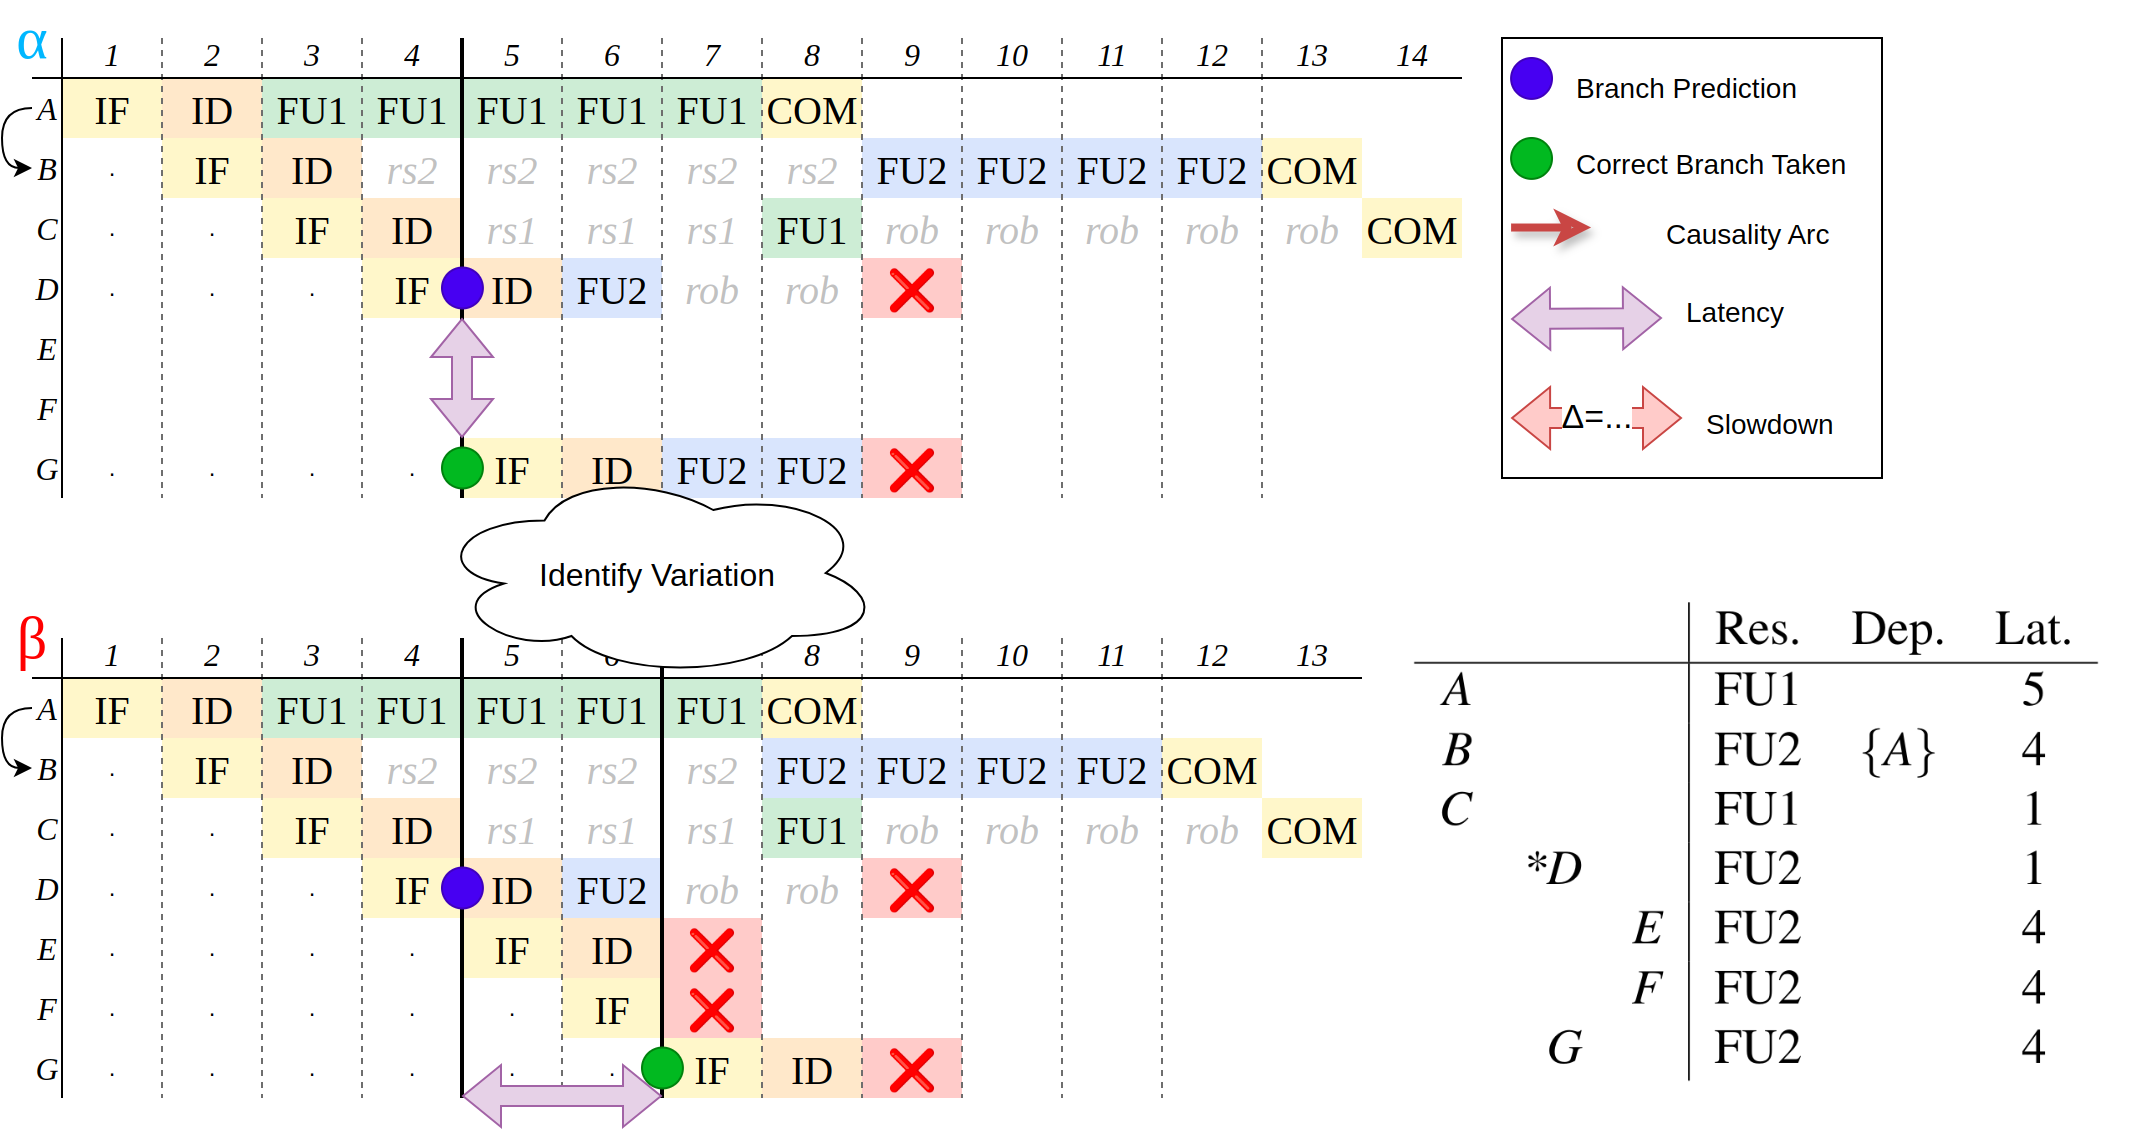 α 1 2 3 4 5 6 7 8 9 10 11 12 13 14
A IF ID FU1 FU1 FU1 FU1 FU1 COM
B . IF ID rs2 rs2 rs2 rs2 rs2 FU2 FU2 FU2 FU2 COM
C . . IF ID rs1 rs1 rs1 FU1 rob rob rob rob rob COM
D . . . IF ID FU2 rob rob
E
F
G . . . . IF ID FU2 FU2
Branch Prediction
Correct Branch Taken
Causality Arc
Latency
Δ=... Slowdown
Identify Variation
β 1 2 3 4 5 6 8 9 10 11 12 13
A IF ID FU1 FU1 FU1 FU1 FU1 COM
B . IF ID rs2 rs2 rs2 rs2 FU2 FU2 FU2 FU2 COM
C . . IF ID rs1 rs1 rs1 FU1 rob rob rob rob COM
D . . . IF ID FU2 rob rob
E . . . . IF ID
F . . . . . IF
G . . . . . . IF ID
Res. Dep. Lat.
A FU1 5
B FU2 {A} 4
C FU1 1
*D FU2 1
E FU2 4
F FU2 4
G FU2 4